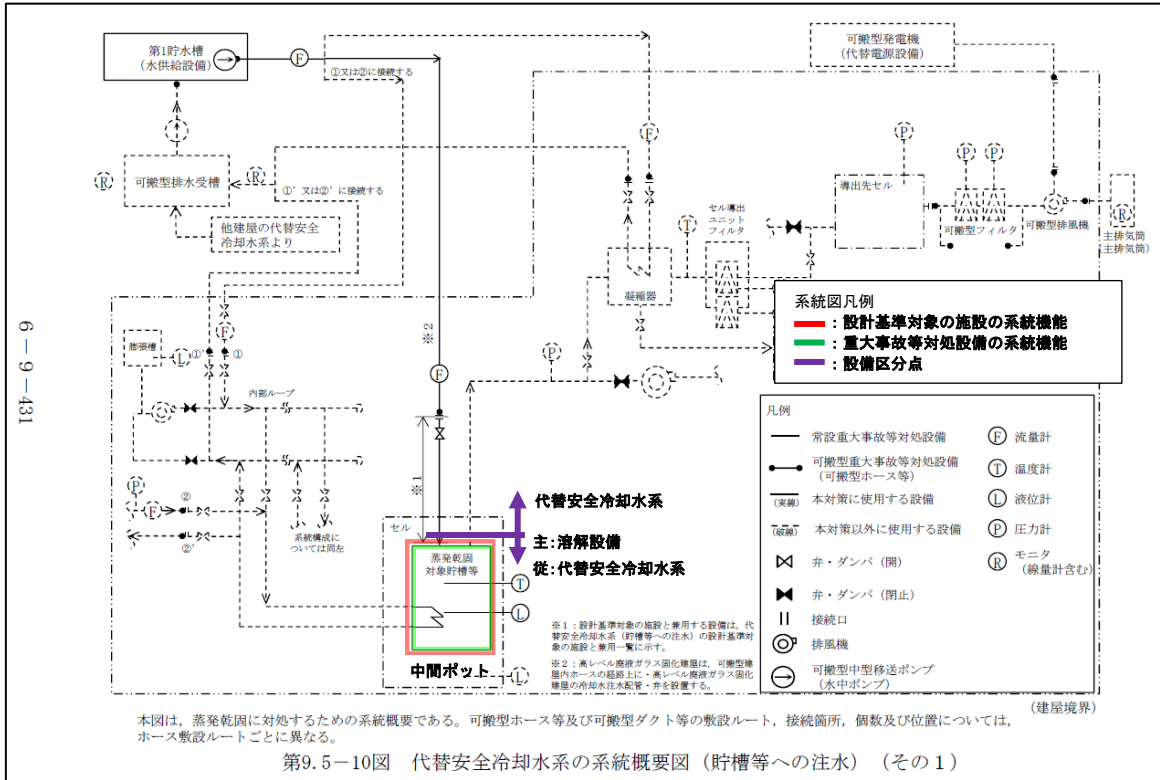 第1貯水槽
(水供給設備)
F
①又は②に接続する
可搬型発電機
(代替電源設備)
F
P
P
P
R
可搬型排水受槽
R
①’又は②’に接続する
他建屋の代替安全
冷却水系より
T
セル導出
ユニット
フィルタ
凝縮器
導出先セル
可搬型フィルタ
可搬型排風機
R
主排気筒
(主排気筒)
系統図凡例
:設計基準対象の施設の系統機能
:重大事故等対処設備の系統機能
:設備区分点
6-9-431
膨張槽
L
①’
F
①
内部ループ
※2
F
P
※1
P
F
②
②’
系統構成に
ついては同左
セル
代替安全冷却水系
主:溶解設備
従:代替安全冷却水系
蒸発乾固
対象貯槽等
T
L
中間ポット
L
※1:設計基準対象の施設と兼用する設備は,代
替安全冷却水系(貯槽等への注水)の設計基準対
象の施設と兼用一覧に示す。
※2:高レベル廃液ガラス固化建屋は,可搬型建
屋内ホースの経路上に・高レベル廃液ガラス固化
建屋の冷却水注水配管・弁を設置する。
凡例
常設重大事故等対処設備
可搬型重大事故等対処設備
(可搬型ホース等)
(実線)
本対策に使用する設備
(破線)
本対策以外に使用する設備
弁・ダンパ(開)
弁・ダンパ(閉止)
接続口
排風機
可搬型中型移送ポンプ
(水中ポンプ)
F 流量計
T 温度計
L 液位計
P 圧力計
R モニタ
(線量計含む)
(建屋境界)
本図は,蒸発乾固に対処するための系統概要である。可搬型ホース等及び可搬型ダクト等の敷設ルート,接続箇所,個数及び位置については,
ホース敷設ルートごとに異なる。
第9.5-10図 代替安全冷却水系の系統概要図(貯槽等への注水)(その1)